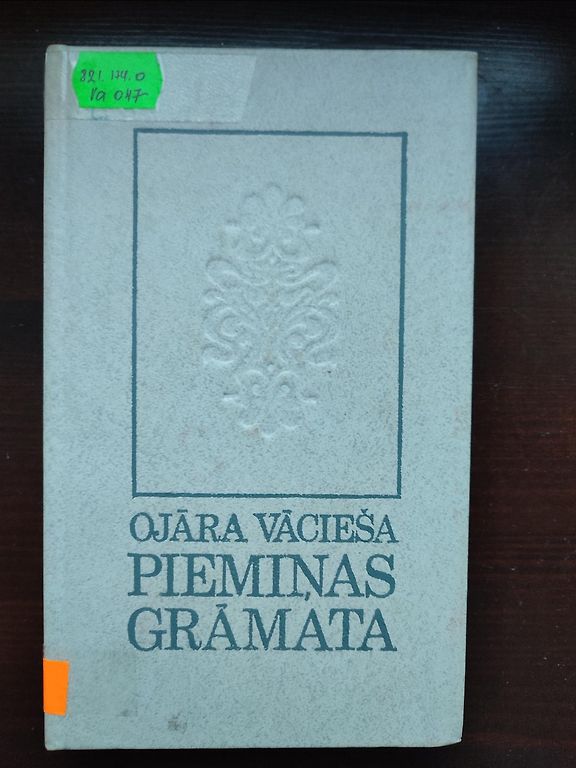 821.174.0
Va 047
OJĀRA VĀCIEŠA
PIEMIŅAS
GRĀMATA